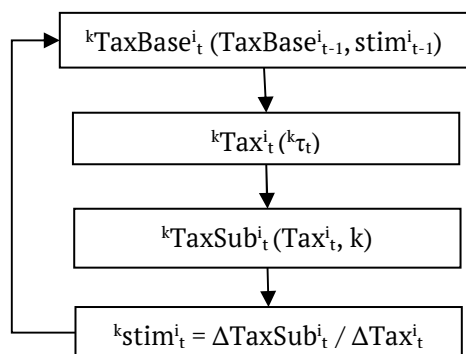 ᵏTaxBaseⁱₜ (TaxBaseⁱₜ₋₁, stimⁱₜ₋₁)
ᵏTaxⁱₜ (ᵏτₜ)
ᵏTaxSubⁱₜ (Taxⁱₜ, k)
ᵏstimⁱₜ = ΔTaxSubⁱₜ / ΔTaxⁱₜ